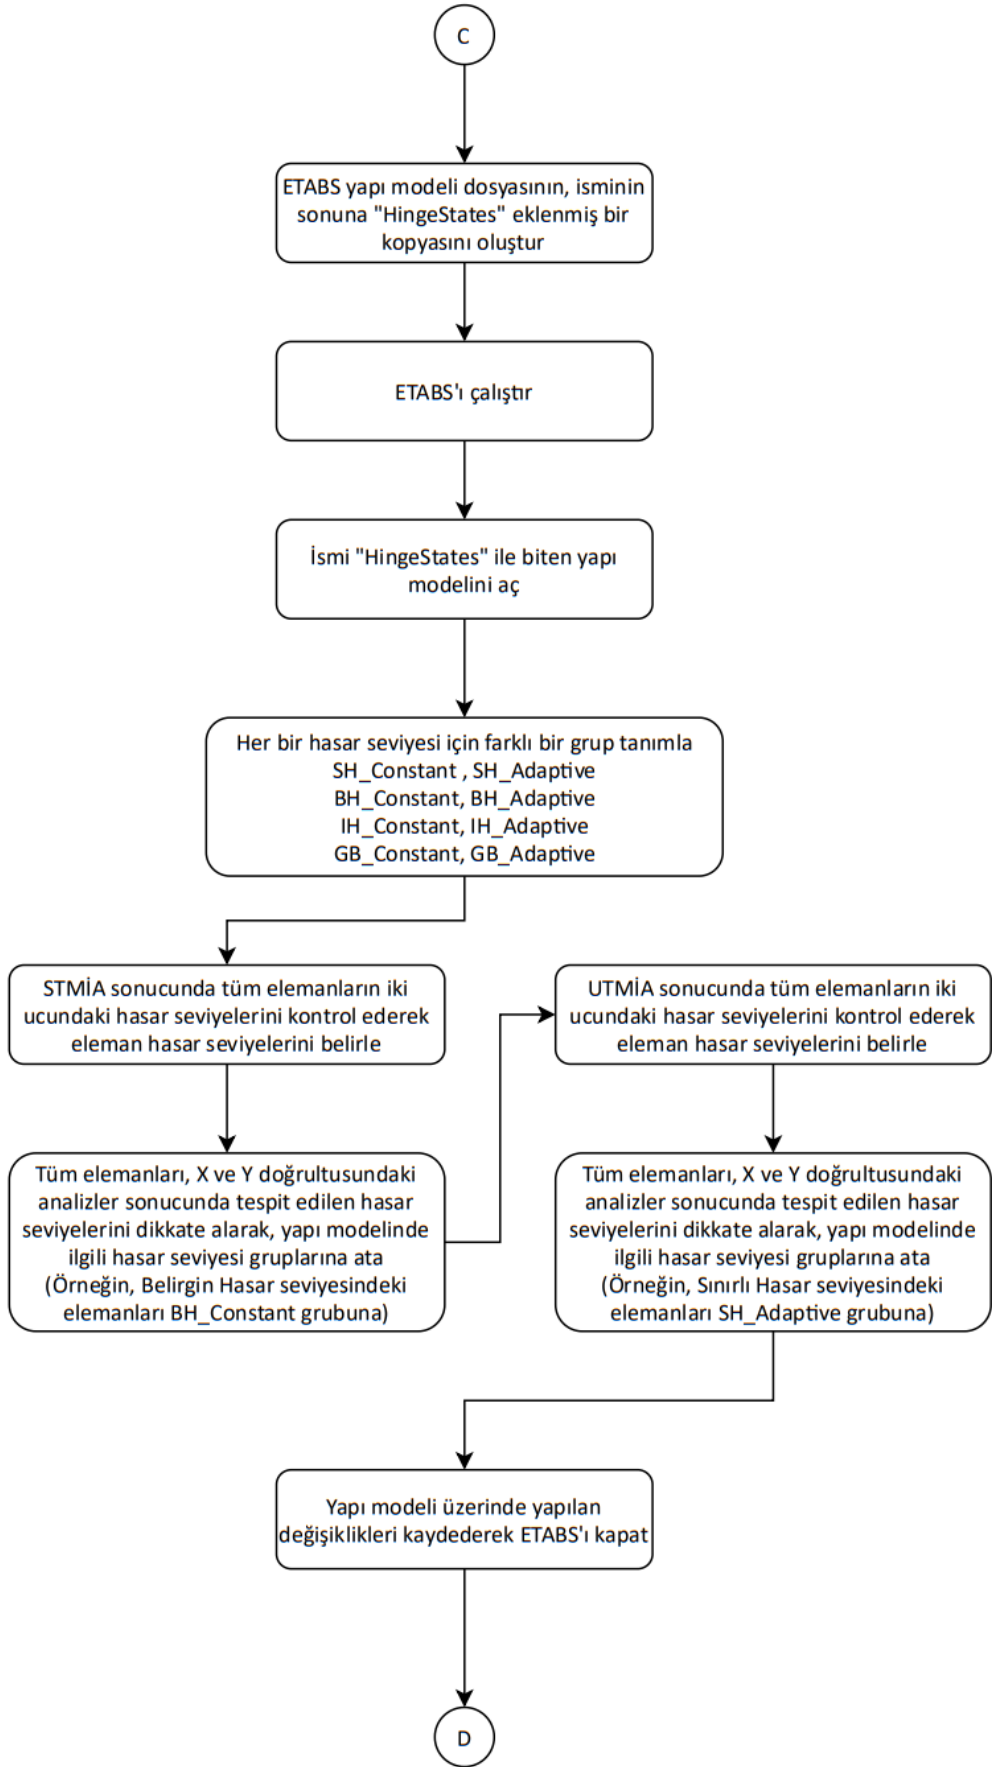 C
ETABS yapı modeli dosyasının, isminin
sonuna "HingeStates" eklenmiş bir
kopyasını oluştur
ETABS'ı çalıştır
İsmi "HingeStates" ile biten yapı
modelini aç
Her bir hasar seviyesi için farklı bir grup tanımla
SH_Constant , SH_Adaptive
BH_Constant, BH_Adaptive
IH_Constant, IH_Adaptive
GB_Constant, GB_Adaptive
STMİA sonucunda tüm elemanların iki
ucundaki hasar seviyelerini kontrol ederek
eleman hasar seviyelerini belirle
Tüm elemanları, X ve Y doğrultusundaki
analizler sonucunda tespit edilen hasar
seviyelerini dikkate alarak, yapı modelinde
ilgili hasar seviyesi gruplarına ata
(Örneğin, Belirgin Hasar seviyesindeki
elemanları BH_Constant grubuna)
UTMİA sonucunda tüm elemanların iki
ucundaki hasar seviyelerini kontrol ederek
eleman hasar seviyelerini belirle
Tüm elemanları, X ve Y doğrultusundaki
analizler sonucunda tespit edilen hasar
seviyelerini dikkate alarak, yapı modelinde
ilgili hasar seviyesi gruplarına ata
(Örneğin, Sınırlı Hasar seviyesindeki
elemanları SH_Adaptive grubuna)
Yapı modeli üzerinde yapılan
değişiklikleri kaydederek ETABS'ı kapat
D